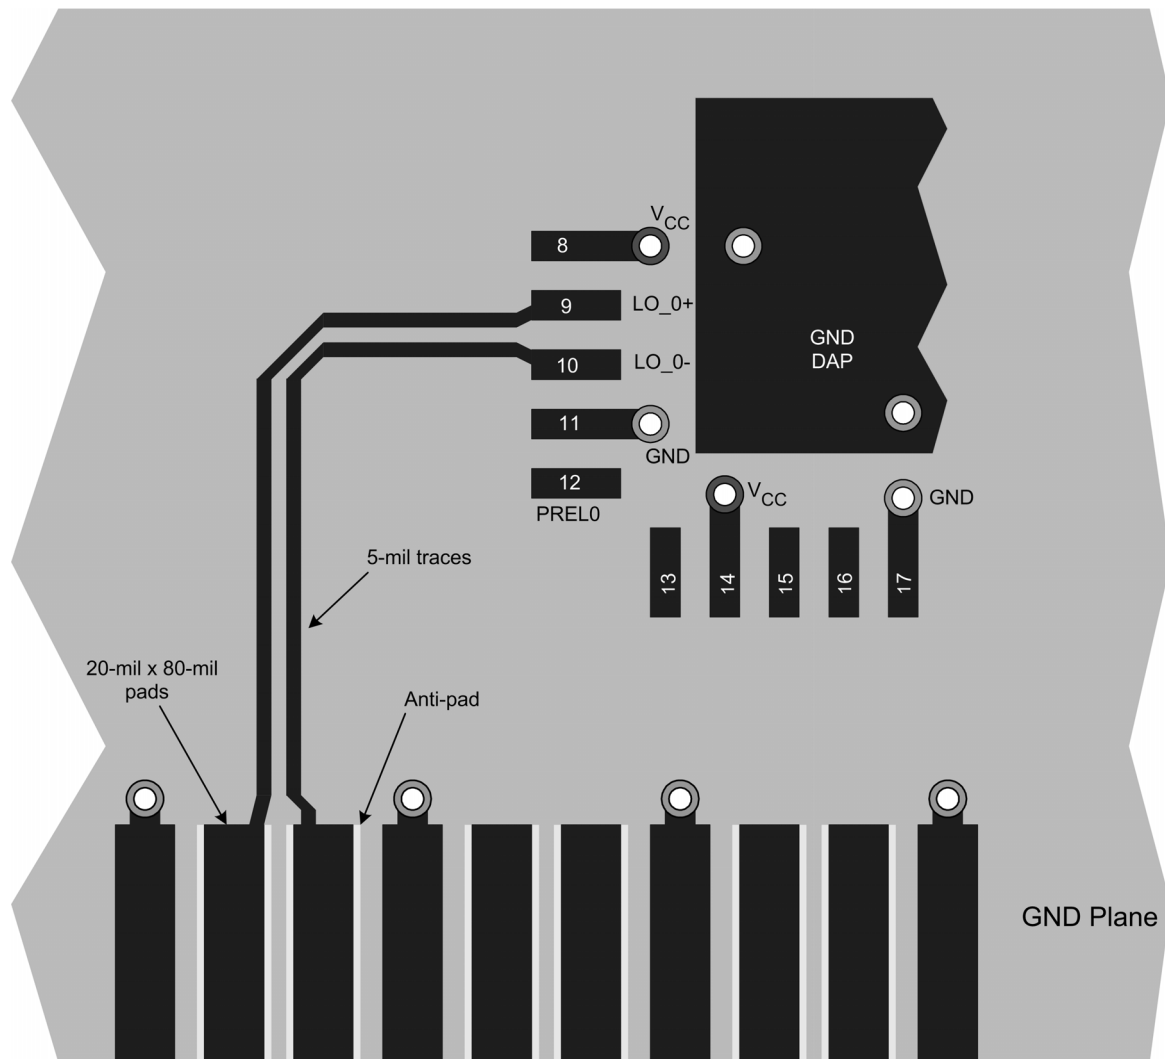 VCC
8
9
LO_0+
GND
DAP
10
LO_0-
11
GND
12
PREL0
VCC
GND
13
14
15
16
17
5-mil traces
20-mil x 80-mil
pads
Anti-pad
GND Plane